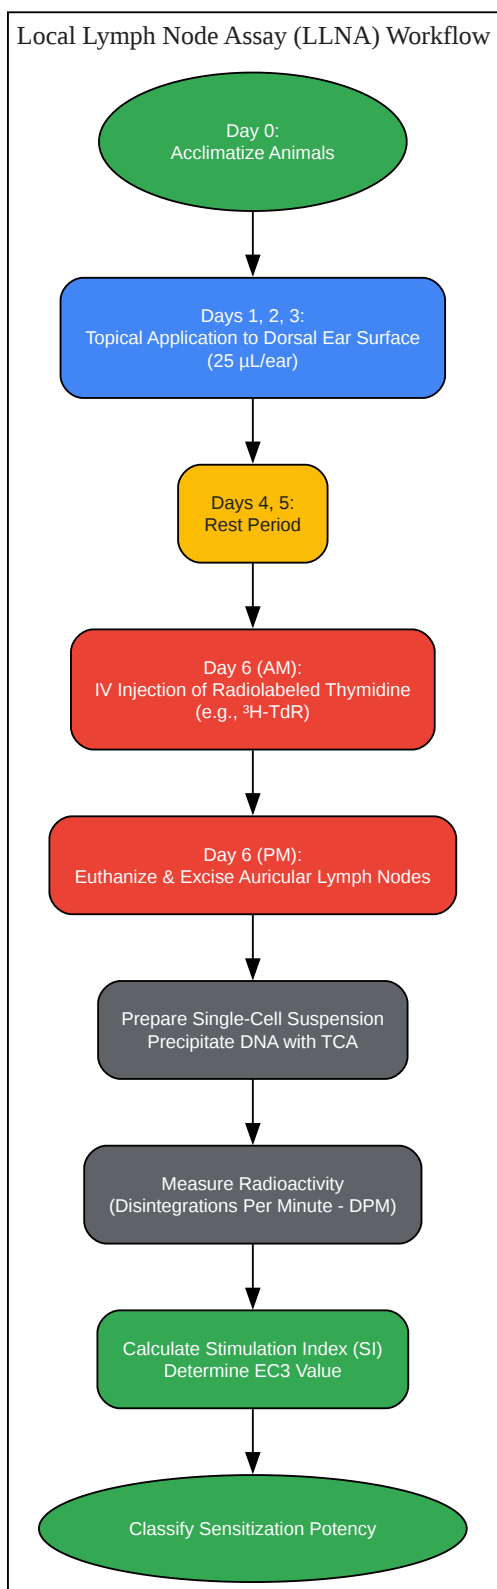 Local Lymph Node Assay (LLNA) Workflow
Day 0:
Acclimatize Animals
Days 1, 2, 3:
Topical Application to Dorsal Ear Surface
(25 µL/ear)
Days 4, 5:
Rest Period
Day 6 (AM):
IV Injection of Radiolabeled Thymidine
(e.g., ³H-TdR)
Day 6 (PM):
Euthanize & Excise Auricular Lymph Nodes
Prepare Single-Cell Suspension
Precipitate DNA with TCA
Measure Radioactivity
(Disintegrations Per Minute - DPM)
Calculate Stimulation Index (SI)
Determine EC3 Value
Classify Sensitization Potency